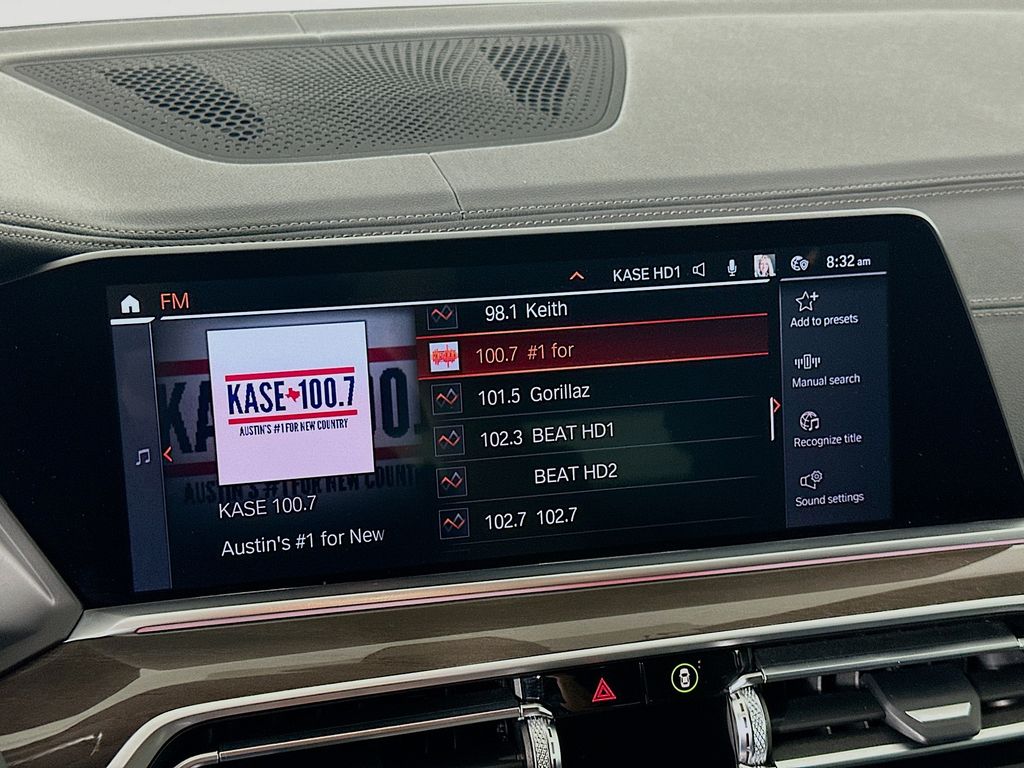 KASE HD1
8:32 am
FM
KASE 100.7
AUSTIN'S #1 FOR NEW COUNTRY
KASE 100.7
Austin's #1 for New
98.1 Keith
100.7 #1 for
101.5 Gorillaz
102.3 BEAT HD1
BEAT HD2
102.7 102.7
Add to presets
Manual search
Recognize title
Sound settings